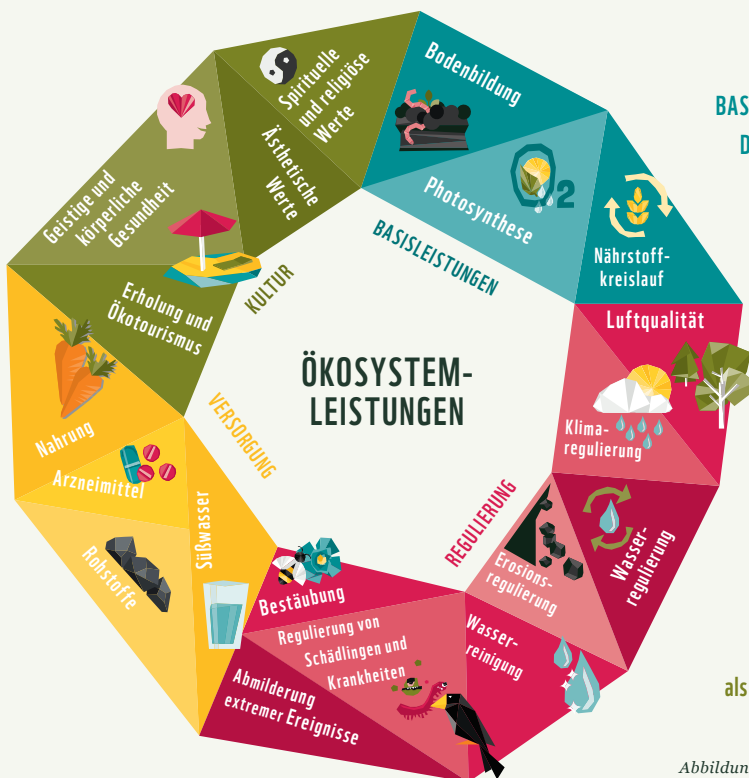 Spirituelle
und religiöse
Werte
Ästhetische
Werte
Geistige und
körperliche
Gesundheit
Erholung und
Ökotourismus
KULTUR
Bodenbildung
Photosynthese
O2
Nährstoff-
kreislauf
BASISLEISTUNGEN
BAS
D
ÖKOSYSTEM-
LEISTUNGEN
Luftqualität
Klima-
regulierung
Wasser-
regulierung
Erosions-
regulierung
REGULIERUNG
Wasser-
reinigung
Bestäubung
Regulierung von
Schädlingen und
Krankheiten
Abmilderung
extremer Ereignisse
VERSORGUNG
Nahrung
Arzneimittel
Rohstoffe
Süßwasser
als
Abbildun